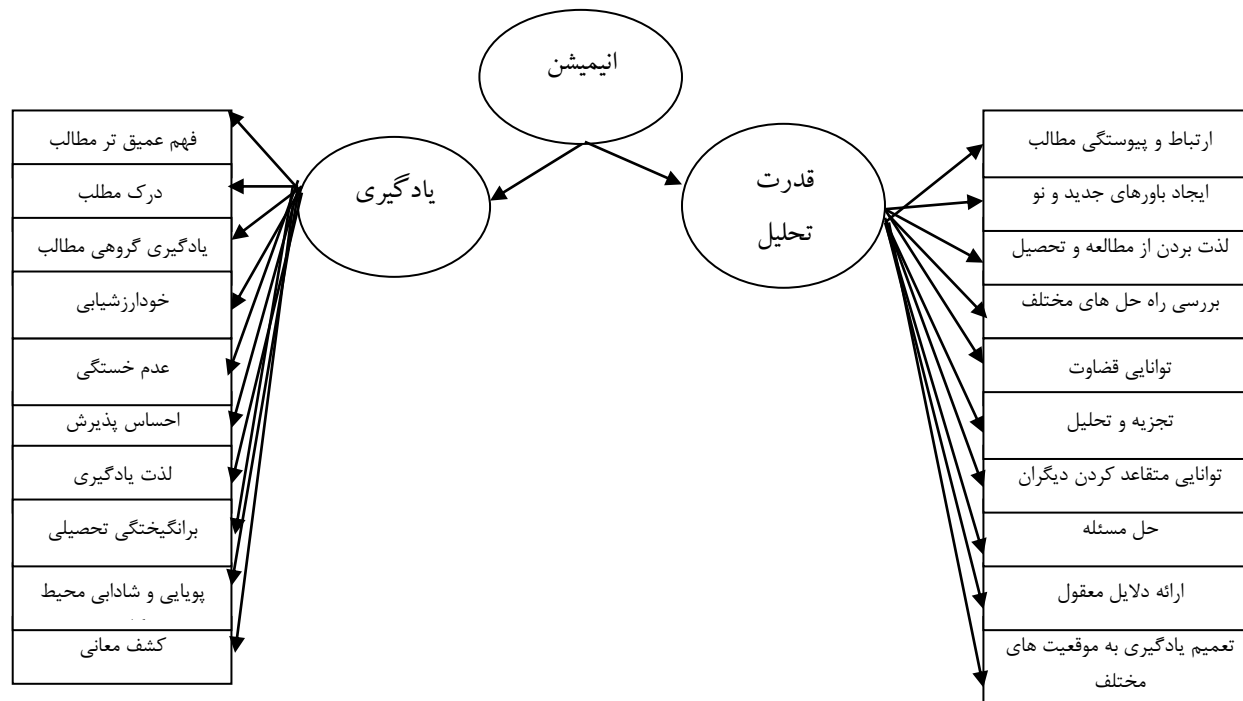 انیمیشن
قدرت
تحلیل
یادگیری
ارتباط و پیوستگی مطالب
ایجاد باورهای جدید و نو
لذت بردن از مطالعه و تحصیل
بررسی راه حل های مختلف
توانایی قضاوت
تجزیه و تحلیل
توانایی متقاعد کردن دیگران
حل مسئله
ارائه دلایل معقول
تعمیم یادگیری به موقعیت های
مختلف
فهم عمیق تر مطالب
درک مطلب
یادگیری گروهی مطالب
خودارزشیابی
عدم خستگی
احساس پذیرش
لذت یادگیری
برانگیختگی تحصیلی
پویایی و شادابی محیط
کشف معانی